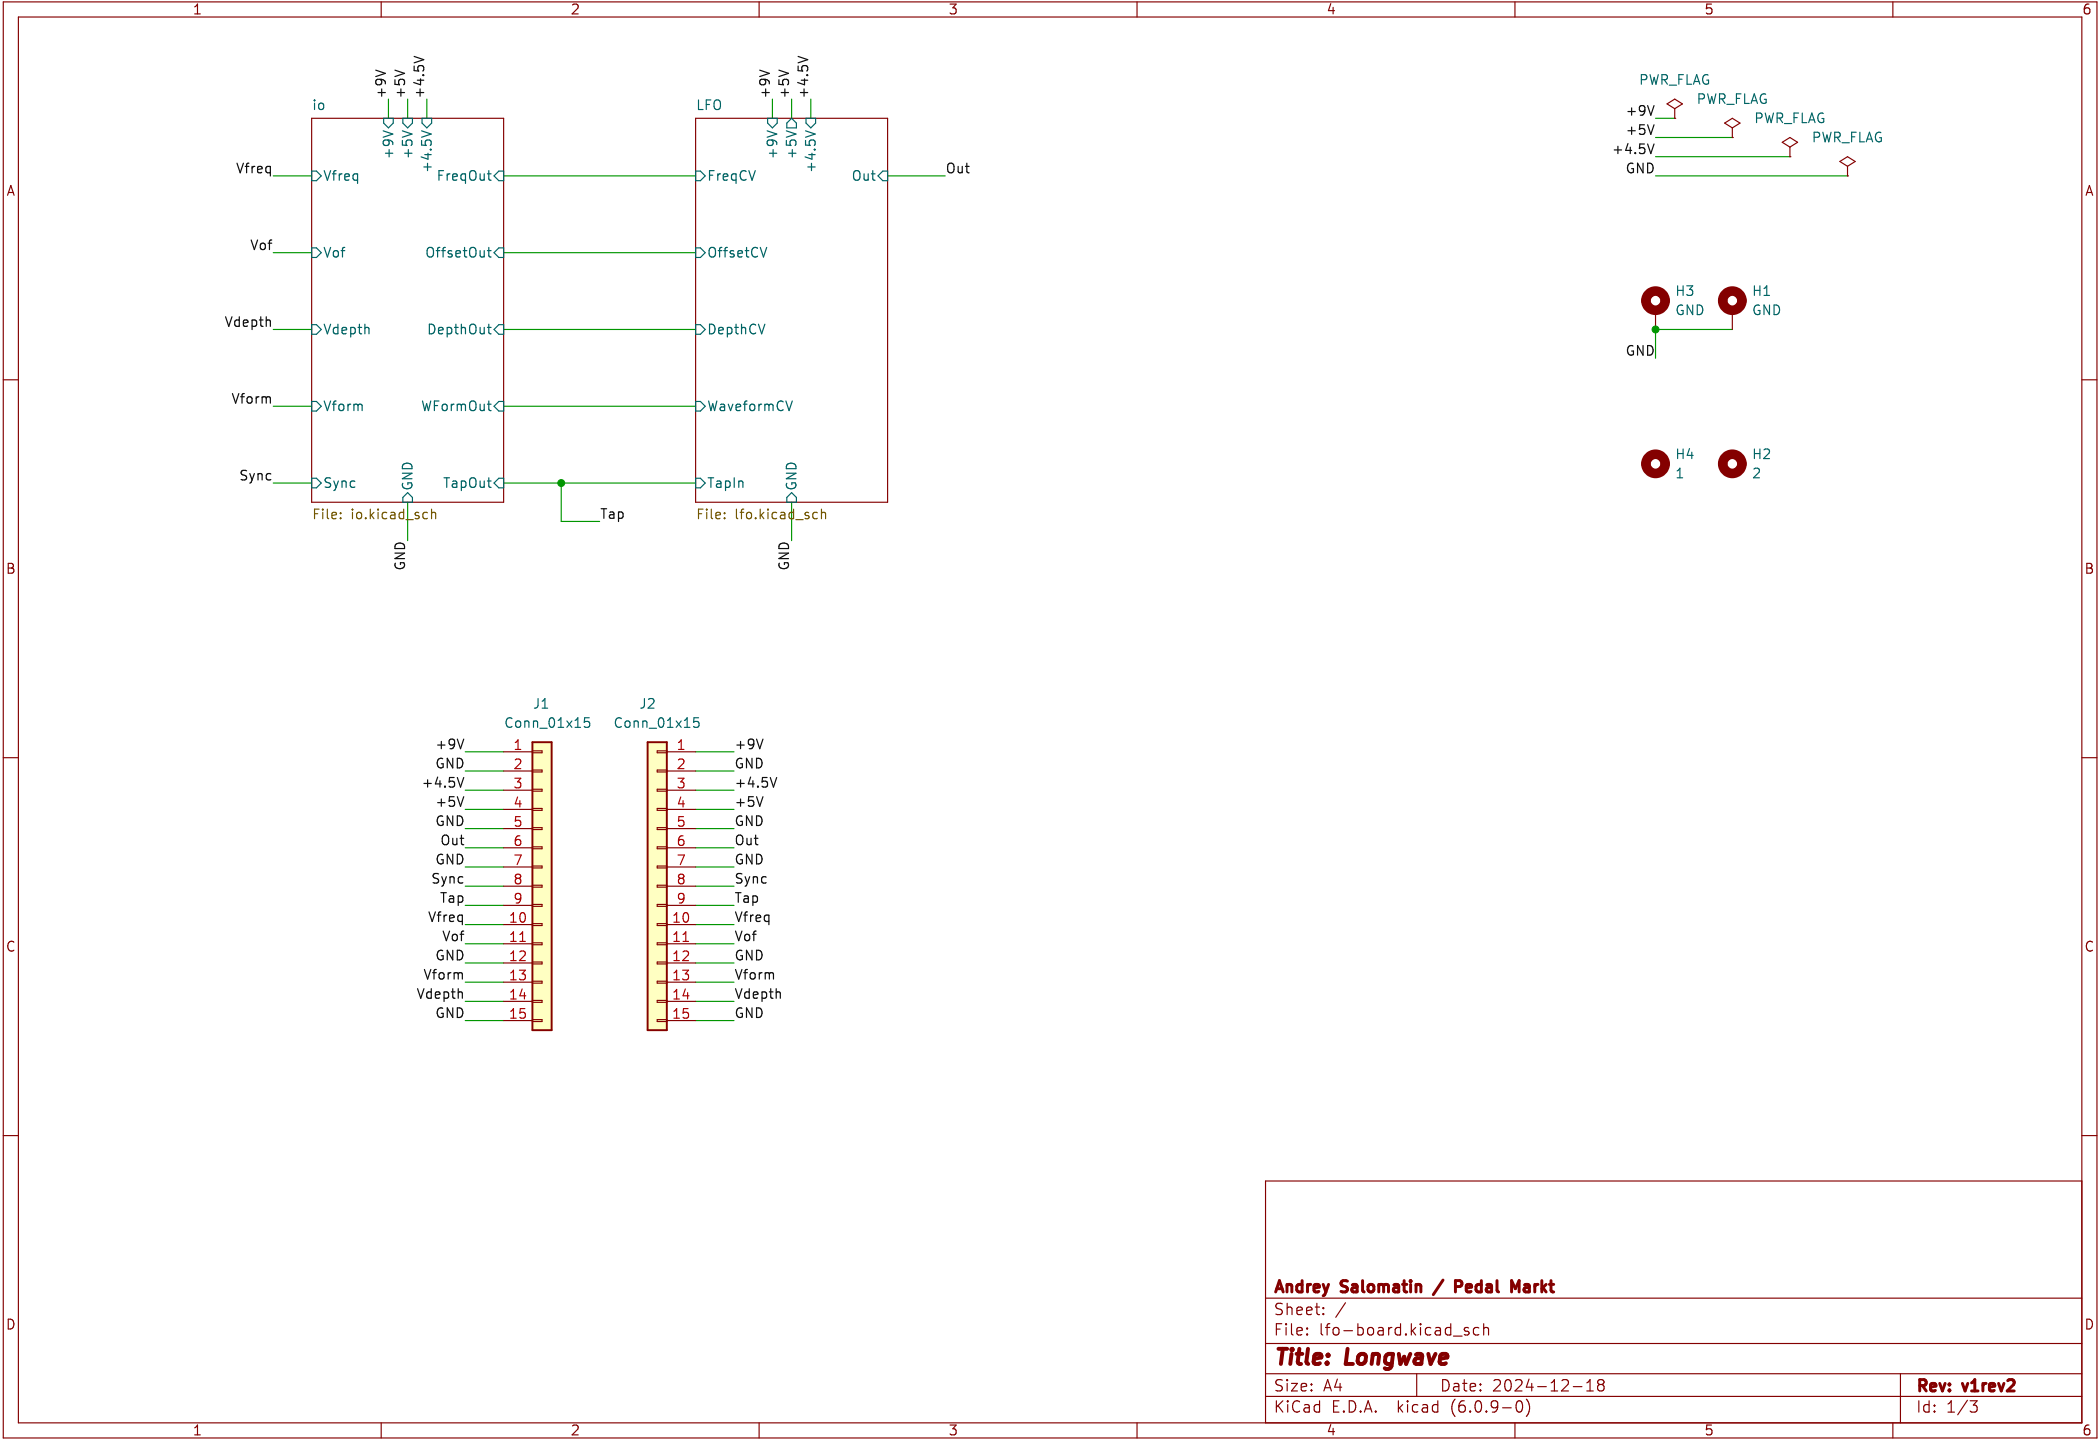 1 2 3 4 5 6
A A
B B
C C
D D
1 2 3 4 5 6
+9V +5V +4.5V
io
+9V +5V +4.5V
Vfreq Vfreq FreqOut
Vof Vof OffsetOut
Vdepth Vdepth DepthOut
Vform Vform WFormOut
Sync Sync GND TapOut
File: io.kicad_sch
GND
Tap
+9V +5V +4.5V
LFO
+9V +5V +4.5V
FreqCV Out Out
OffsetCV
DepthCV
WaveformCV
TapIn GND
File: lfo.kicad_sch
GND
PWR_FLAG
PWR_FLAG
PWR_FLAG
PWR_FLAG
+9V
+5V
+4.5V
GND
H3 H1
GND GND
GND
H4 H2
1 2
J1
Conn_01x15
+9V 1
GND 2
+4.5V 3
+5V 4
GND 5
Out 6
GND 7
Sync 8
Tap 9
Vfreq 10
Vof 11
GND 12
Vform 13
Vdepth 14
GND 15
J2
Conn_01x15
1 +9V
2 GND
3 +4.5V
4 +5V
5 GND
6 Out
7 GND
8 Sync
9 Tap
10 Vfreq
11 Vof
12 GND
13 Vform
14 Vdepth
15 GND
Andrey Salomatin / Pedal Markt
Sheet: /
File: lfo-board.kicad_sch
Title: Longwave
Size: A4 Date: 2024-12-18 Rev: v1rev2
KiCad E.D.A. kicad (6.0.9-0) Id: 1/3